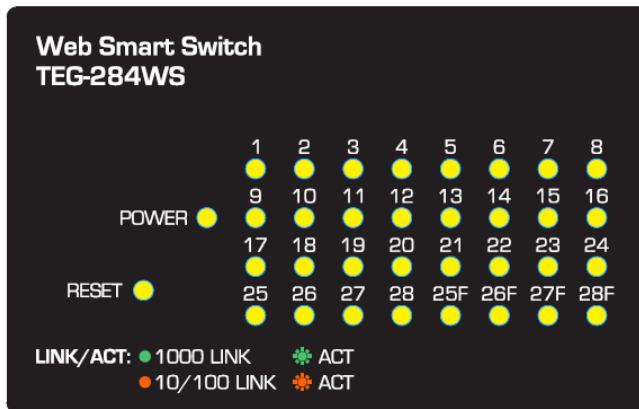 Web Smart Switch
TEG-284WS
1 2 3 4 5 6 7 8
9 10 11 12 13 14 15 16
POWER
17 18 19 20 21 22 23 24
RESET
25 26 27 28 25F 26F 27F 28F
LINK/ACT: 1000 LINK ACT
10/100 LINK ACT